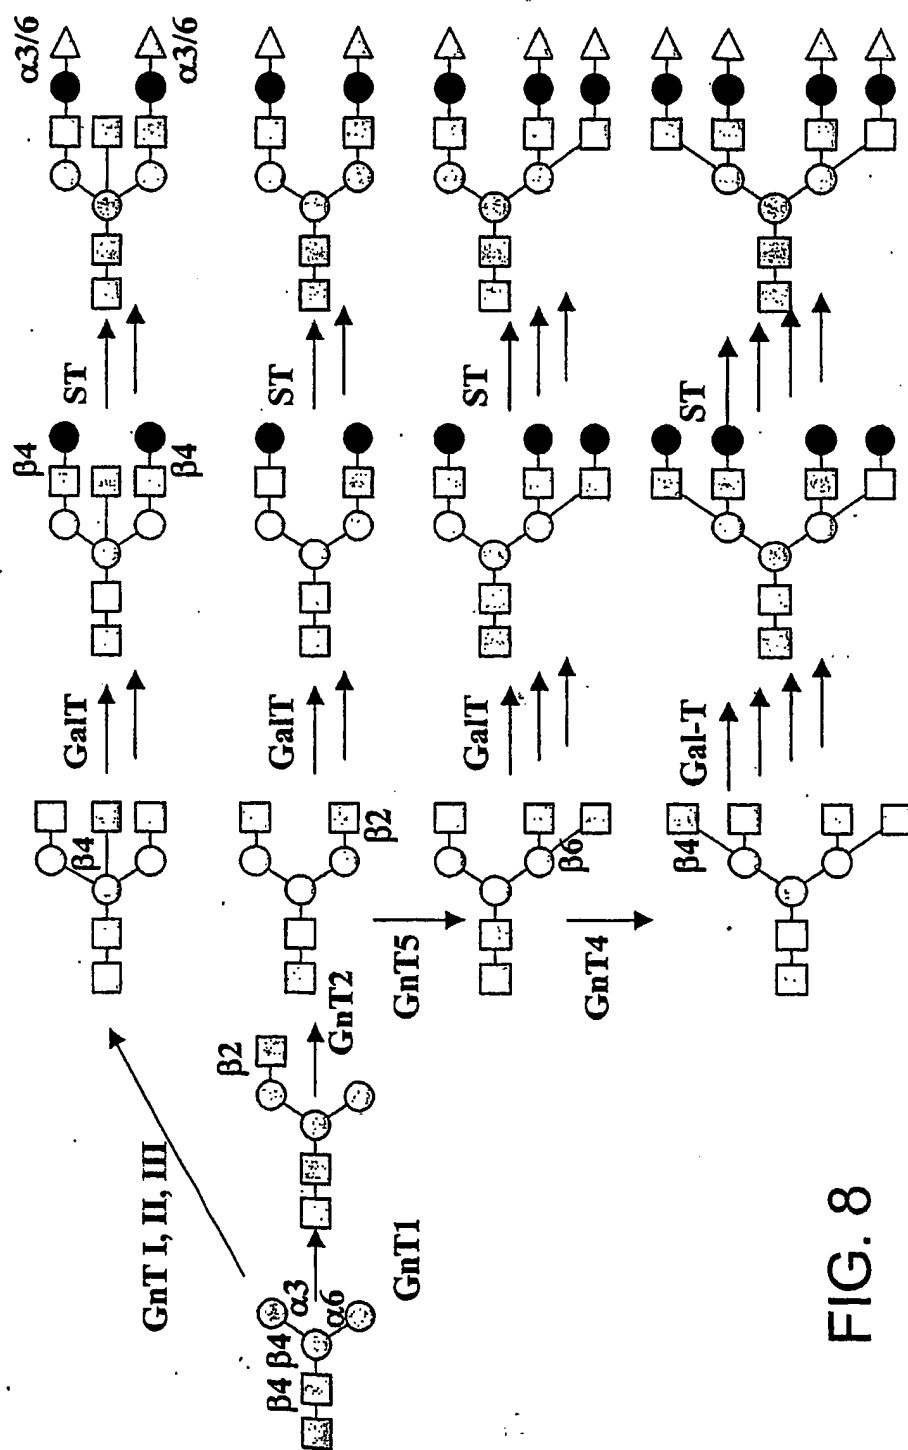 α3/6
α3/6
ST
β4
β4
GalT
β4
GnT I, II, III
ST
GalT
β2
GnT2
β2
GnT1
α3
α6
β4 β4
GnT5
ST
GalT
β6
GnT4
ST
Gal-T
β4
FIG. 8